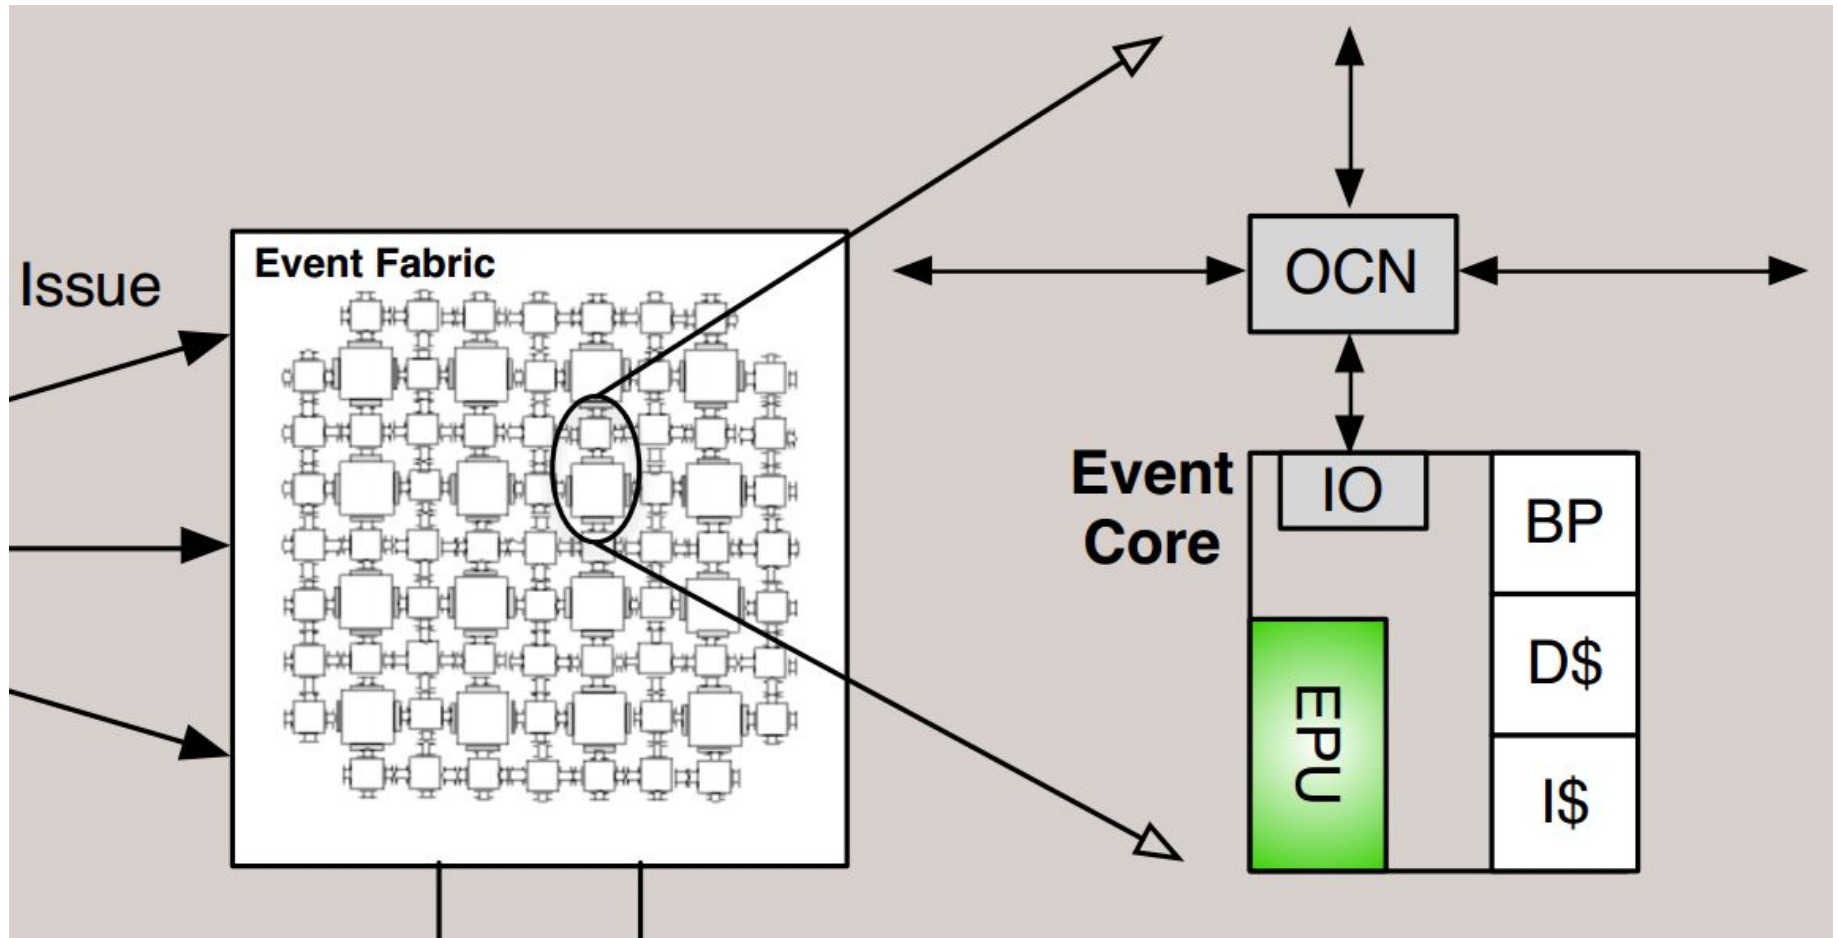 Issue
Event Fabric
OCN
Event
Core
IO
BP
D$
I$
EPU